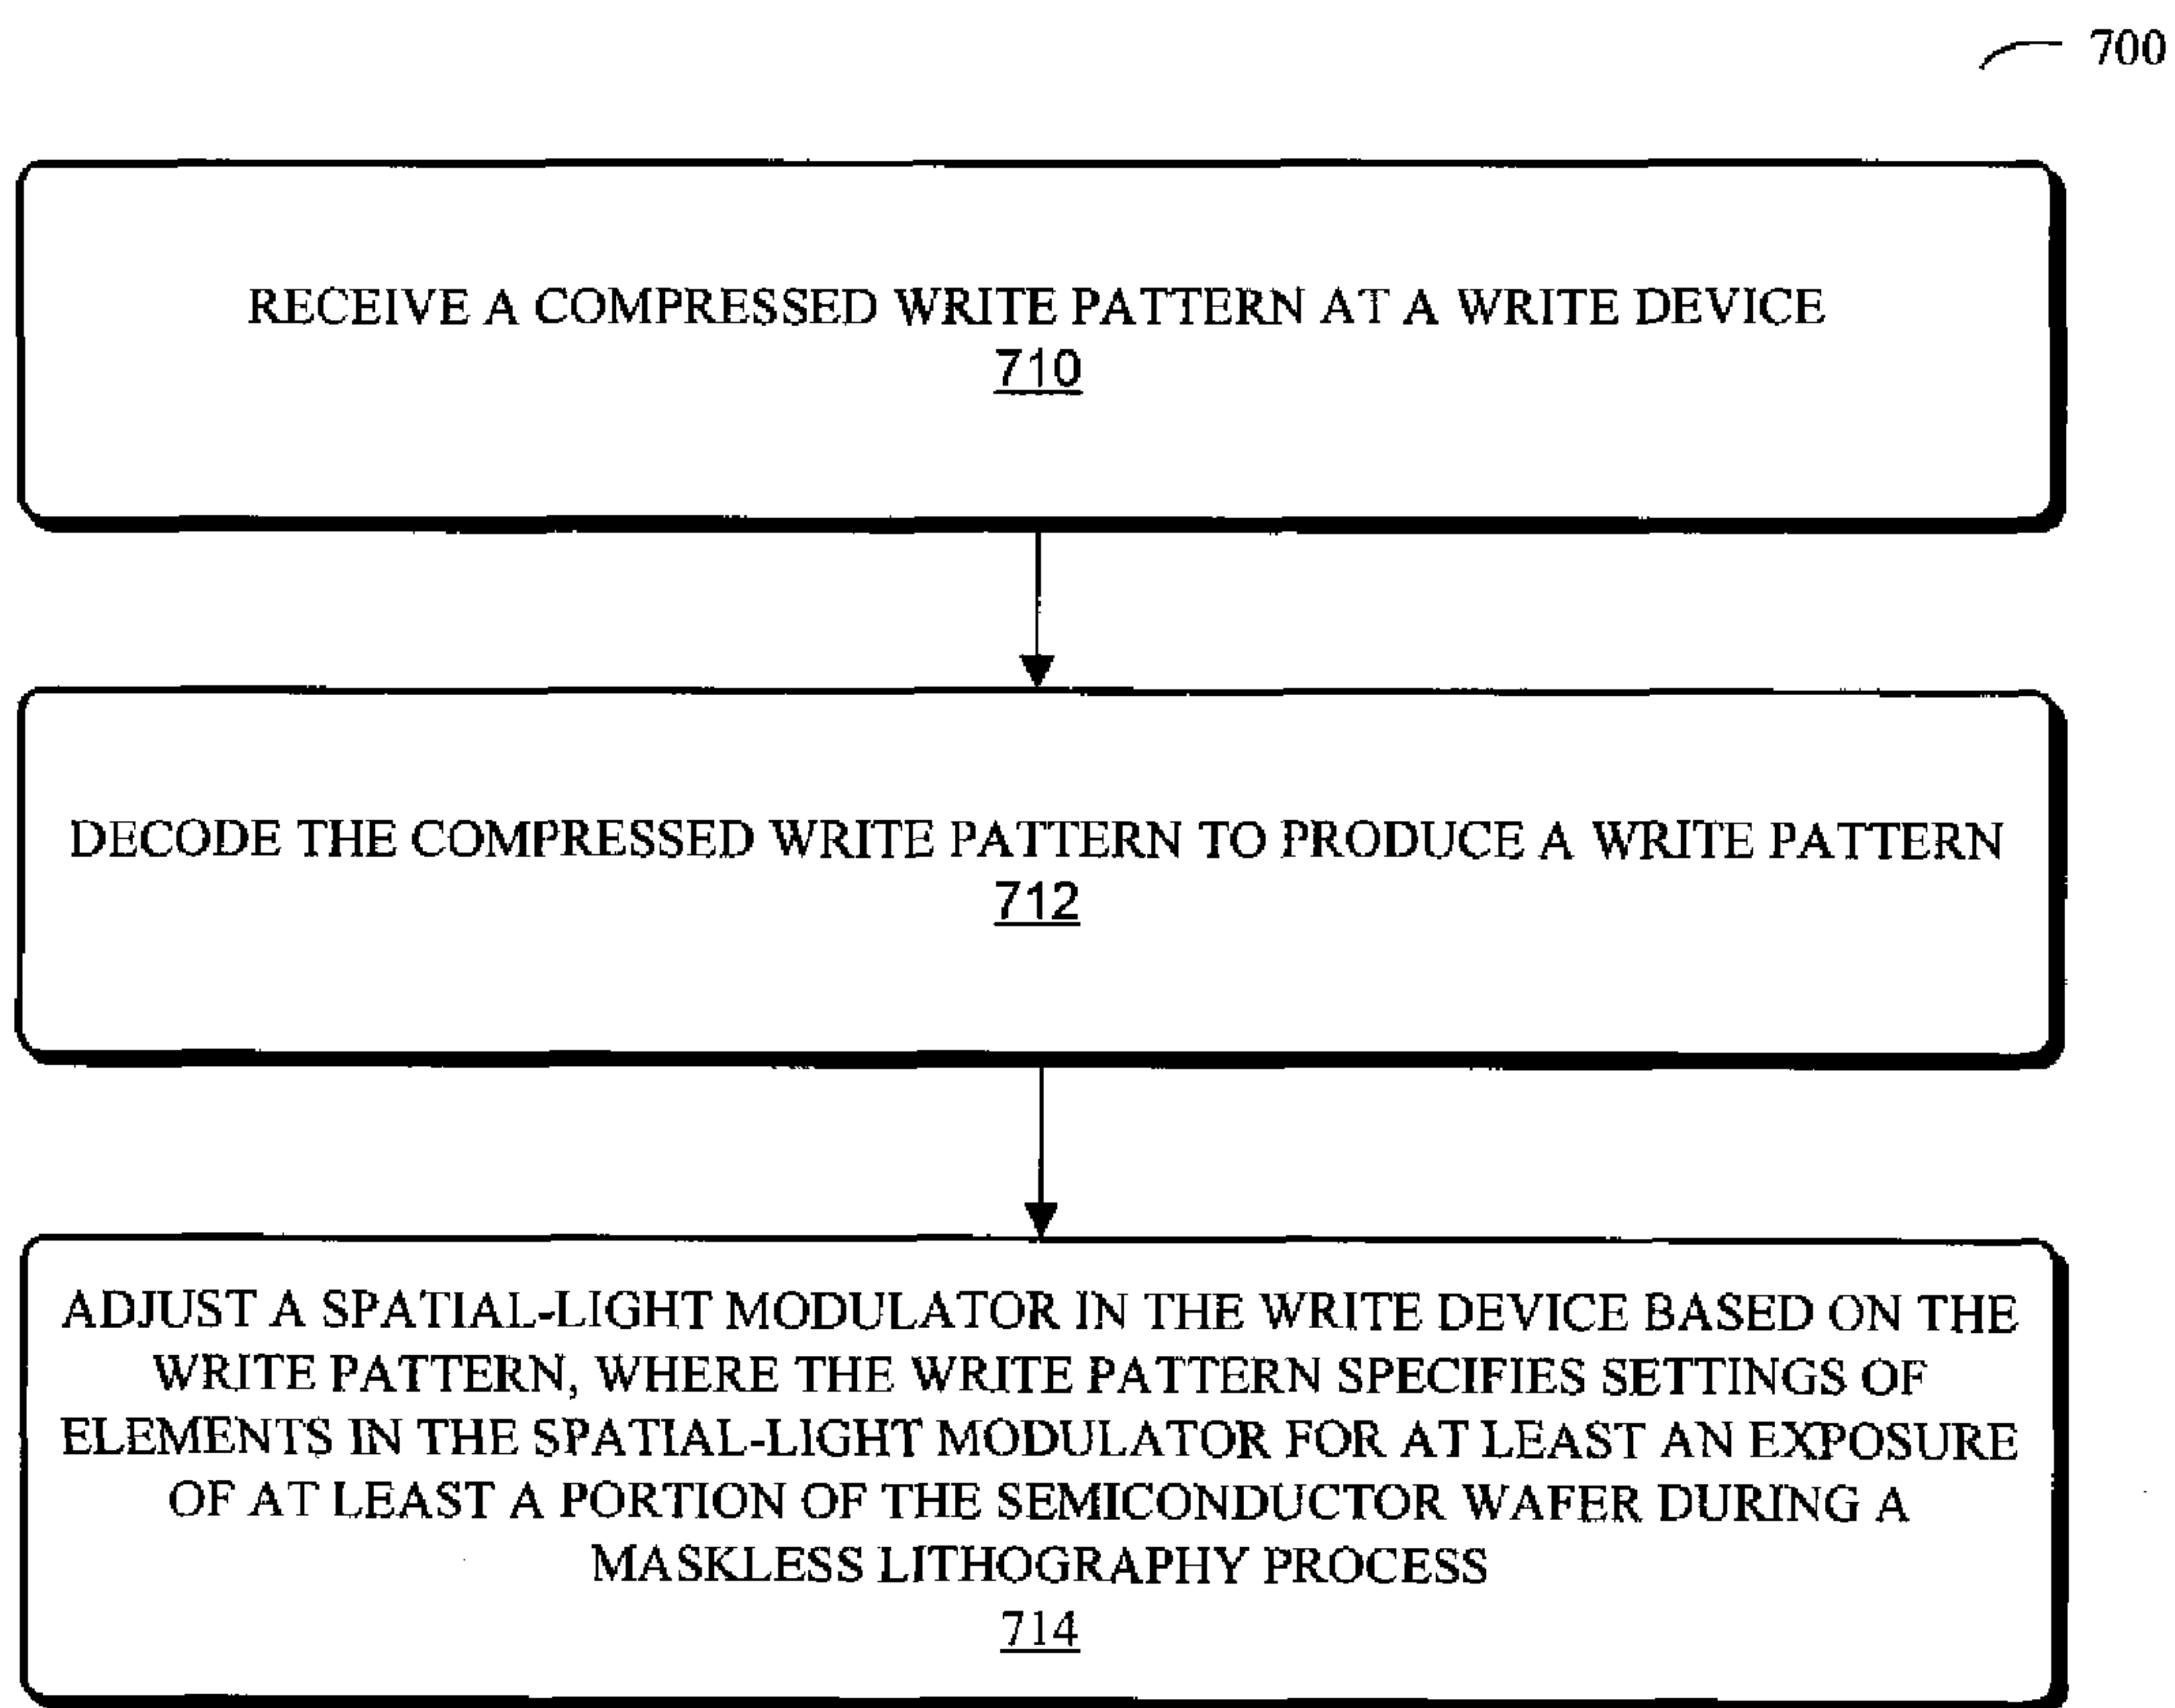 700
RECEIVE A COMPRESSED WRITE PATTERN AT A WRITE DEVICE
710
DECODE THE COMPRESSED WRITE PATTERN TO PRODUCE A WRITE PATTERN
712
ADJUST A SPATIAL-LIGHT MODULATOR IN THE WRITE DEVICE BASED ON THE
WRITE PATTERN, WHERE THE WRITE PATTERN SPECIFIES SETTINGS OF
ELEMENTS IN THE SPATIAL-LIGHT MODULATOR FOR AT LEAST AN EXPOSURE
OF AT LEAST A PORTION OF THE SEMICONDUCTOR WAFER DURING A
MASKLESS LITHOGRAPHY PROCESS
714